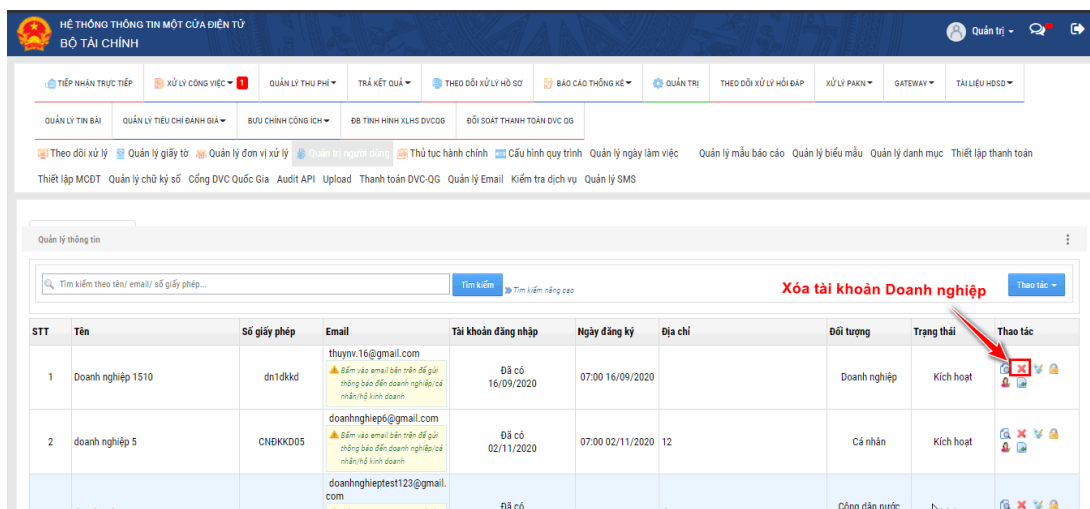 HỆ THỐNG THÔNG TIN MỘT CỬA ĐIỆN TỬ
BỘ TÀI CHÍNH
Quản trị
TIẾP NHẬN TRỰC TIẾP XỬ LÝ CÔNG VIỆC 1 QUẢN LÝ THU PHÍ TRẢ KẾT QUẢ THEO DÕI XỬ LÝ HỒ SƠ BÁO CÁO THỐNG KÊ QUẢN TRỊ THEO DÕI XỬ LÝ HỎI ĐÁP XỬ LÝ PAKN GATEWAY TÀI LIỆU HDSD
QUẢN LÝ TIN BÀI QUẢN LÝ TIÊU CHÍ ĐÁNH GIÁ BƯU CHÍNH CÔNG ÍCH ĐB TÌNH HÌNH XLHS DVCQG ĐỐI SOÁT THANH TOÁN DVC QG
Theo dõi xử lý Quản lý giấy tờ Quản lý đơn vị xử lý Quản trị người dùng Thủ tục hành chính Cấu hình quy trình Quản lý ngày làm việc Quản lý mẫu báo cáo Quản lý biểu mẫu Quản lý danh mục Thiết lập thanh toán
Thiết lập MCĐT Quản lý chữ ký số Cổng DVC Quốc Gia Audit API Upload Thanh toán DVC-QG Quản lý Email Kiểm tra dịch vụ Quản lý SMS
Quản lý thông tin
Tìm kiếm theo tên/ email/ số giấy phép... Tìm kiếm Tìm kiếm nâng cao Xóa tài khoản Doanh nghiệp Thao tác
STT Tên Số giấy phép Email Tài khoản đăng nhập Ngày đăng ký Địa chỉ Đối tượng Trạng thái Thao tác
thuynv.16@gmail.com
1 Doanh nghiệp 1510 dn1dkkd Bấm vào email bên trên để gửi thông báo đến doanh nghiệp/cá nhân/hộ kinh doanh Đã có 16/09/2020 07:00 16/09/2020 Doanh nghiệp Kích hoạt
doanhnghiep6@gmail.com
2 doanh nghiệp 5 CNĐKKD05 Bấm vào email bên trên để gửi thông báo đến doanh nghiệp/cá nhân/hộ kinh doanh Đã có 02/11/2020 07:00 02/11/2020 12 Cá nhân Kích hoạt
doanhnghieptest123@gmail.
com
Đã có Công dân nước